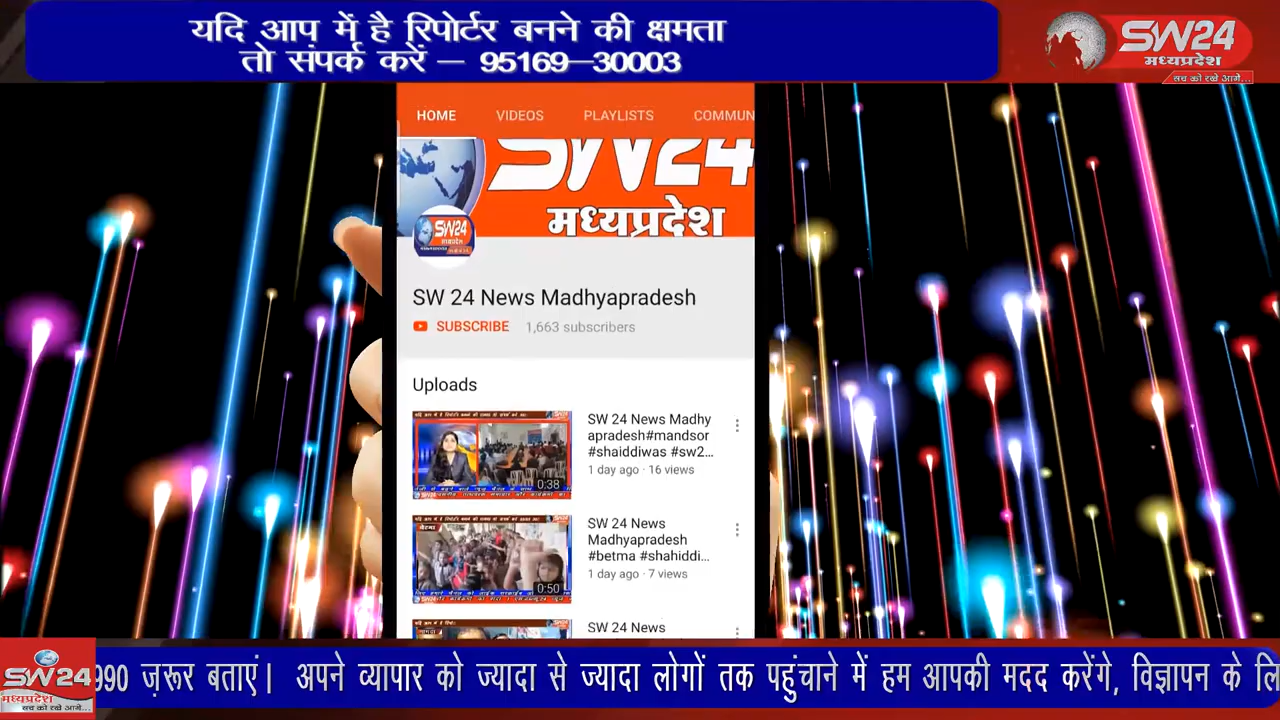 यदि आप में है रिपोर्टर बनने की क्षमता
तो संपर्क करें – 95169–30003
SW24
मध्यप्रदेश
सच को रखे आगे...
HOME VIDEOS PLAYLISTS COMMUN
SW24
मध्यप्रदेश
SW24
SW 24 News Madhyapradesh
SUBSCRIBE 1,663 subscribers
Uploads
SW 24 News Madhy
apradesh#mandsor
#shaiddiwas #sw2...
1 day ago · 16 views
0:38
SW 24 News
Madhyapradesh
#betma #shahiddi...
1 day ago · 7 views
0:50
SW 24 News
SW24
मध्यप्रदेश
सच को रखे आगे...
990 ज़रूर बताएं। अपने व्यापार को ज्यादा से ज्यादा लोगों तक पहुंचाने में हम आपकी मदद करेंगे, विज्ञापन के लि